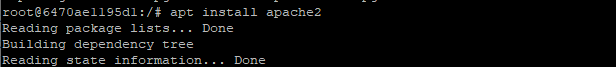 root@6470ae1195d1:/# apt install apache2
Reading package lists... Done
Building dependency tree
Reading state information... Done